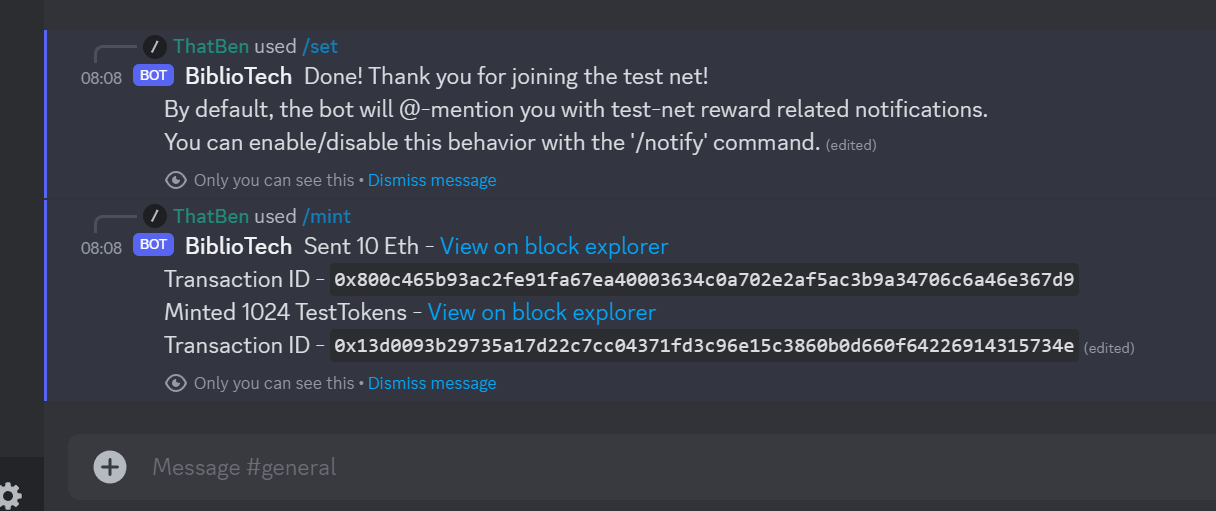 / ThatBen used /set
08:08 BOT BiblioTech Done! Thank you for joining the test net!
By default, the bot will @-mention you with test-net reward related notifications.
You can enable/disable this behavior with the '/notify' command. (edited)
Only you can see this • Dismiss message
/ ThatBen used /mint
08:08 BOT BiblioTech Sent 10 Eth - View on block explorer
Transaction ID - 0x800c465b93ac2fe91fa67ea40003634c0a702e2af5ac3b9a34706c6a46e367d9
Minted 1024 TestTokens - View on block explorer
Transaction ID - 0x13d0093b29735a17d22c7cc04371fd3c96e15c3860b0d660f64226914315734e (edited)
Only you can see this • Dismiss message
Message #general